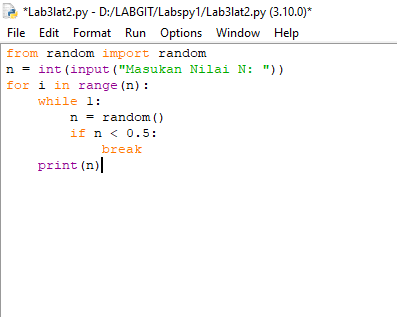 *Lab3lat2.py - D:/LABGIT/Labspy1/Lab3lat2.py (3.10.0)*
File Edit Format Run Options Window Help
from random import random
n = int(input("Masukan Nilai N: "))
for i in range(n):
    while 1:
        n = random()
        if n < 0.5:
            break
    print(n)